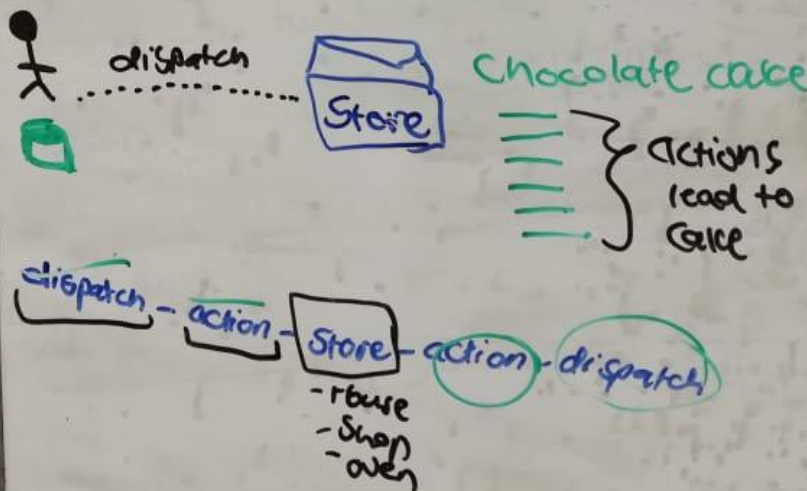 dispatch
Store
Chocolate cake
actions
lead to
cake
dispatch - action - Store - action - dispatch
- Shop
- oven